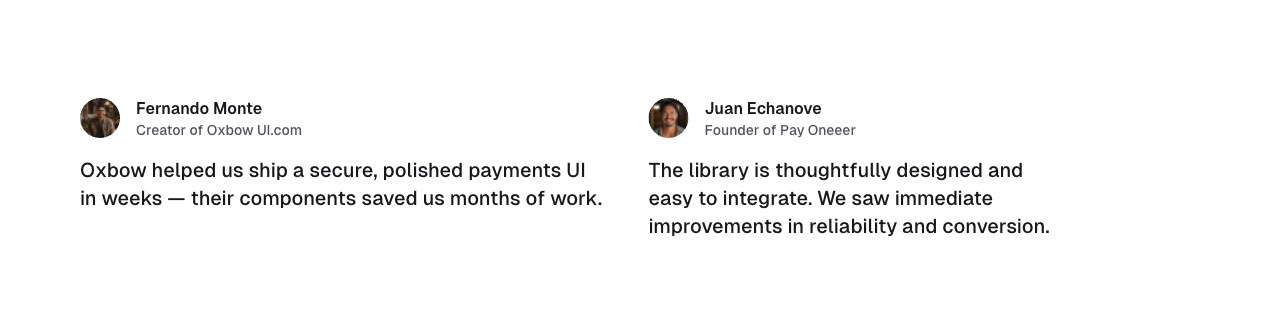 Fernando Monte
Creator of Oxbow UI.com
Oxbow helped us ship a secure, polished payments UI
in weeks — their components saved us months of work.
Juan Echanove
Founder of Pay Oneeer
The library is thoughtfully designed and
easy to integrate. We saw immediate
improvements in reliability and conversion.